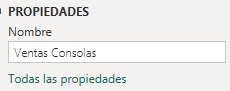 PROPIEDADES
Nombre
Ventas Consolas
Todas las propiedades